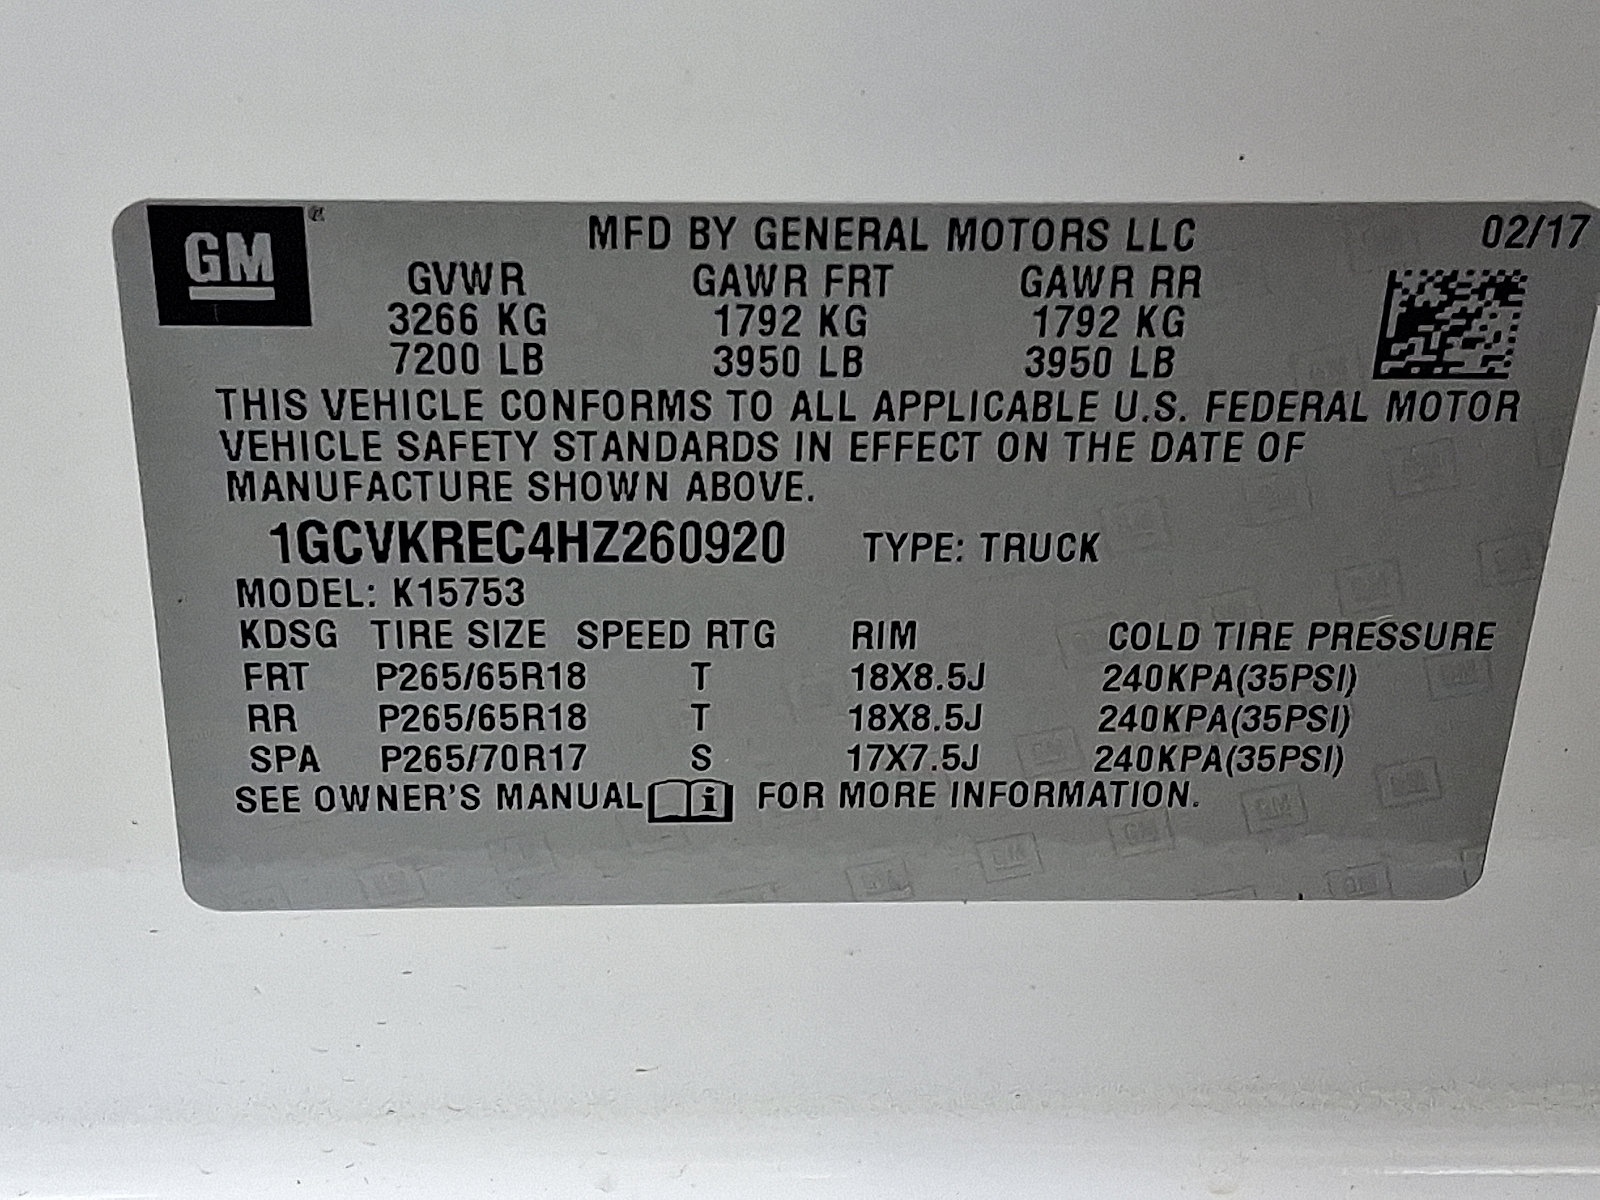 GM
MFD BY GENERAL MOTORS LLC 02/17
GVWR GAWR FRT GAWR RR
3266 KG 1792 KG 1792 KG
7200 LB 3950 LB 3950 LB
THIS VEHICLE CONFORMS TO ALL APPLICABLE U.S. FEDERAL MOTOR
VEHICLE SAFETY STANDARDS IN EFFECT ON THE DATE OF
MANUFACTURE SHOWN ABOVE.
1GCVKREC4HZ260920 TYPE: TRUCK
MODEL: K15753
KDSG TIRE SIZE SPEED RTG RIM COLD TIRE PRESSURE
FRT P265/65R18 T 18X8.5J 240KPA(35PSI)
RR P265/65R18 T 18X8.5J 240KPA(35PSI)
SPA P265/70R17 S 17X7.5J 240KPA(35PSI)
SEE OWNER'S MANUAL i FOR MORE INFORMATION.